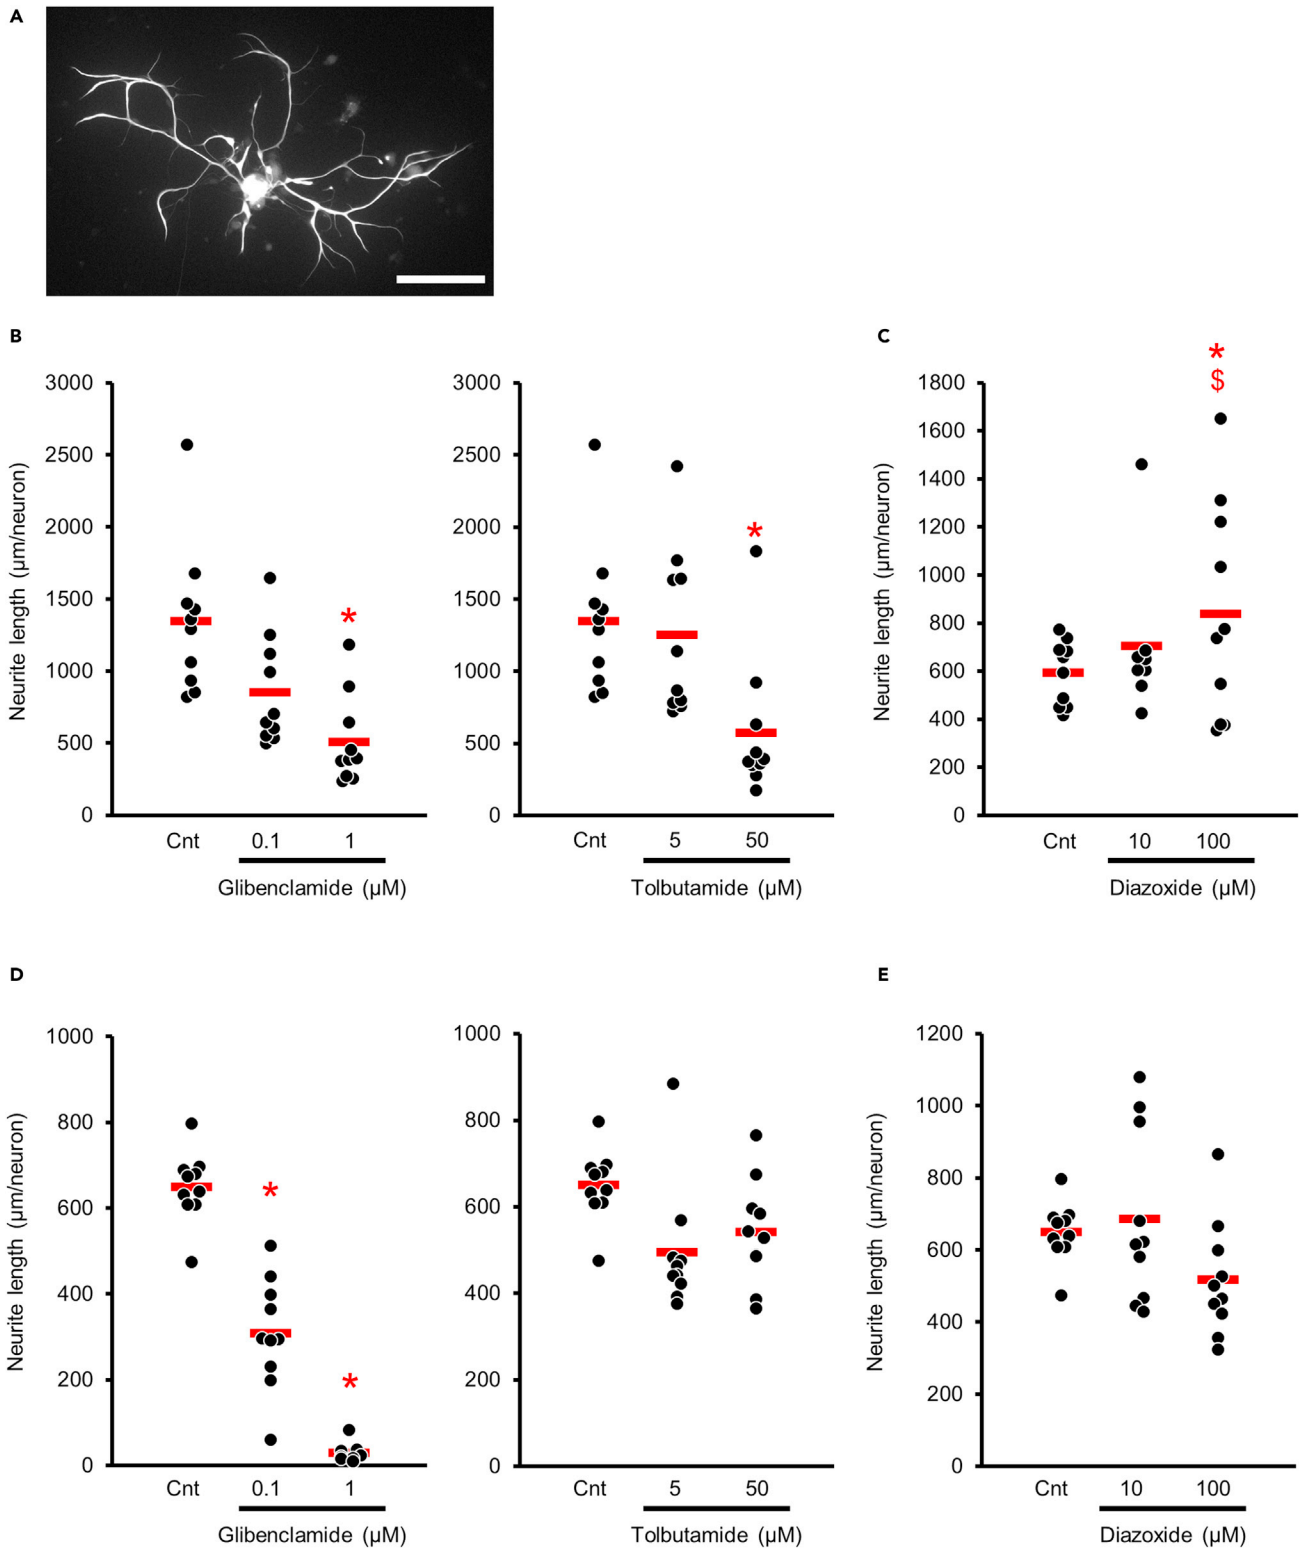 A
B
Neurite length (µm/neuron)
3000
2500
2000
1500
1000
500
0
*
Cnt 0.1 1
Glibenclamide (µM)
3000
2500
2000
1500
1000
500
0
*
Cnt 5 50
Tolbutamide (µM)
C
Neurite length (µm/neuron)
1800
1600
1400
1200
1000
800
600
400
200
0
*
$
Cnt 10 100
Diazoxide (µM)
D
Neurite length (µm/neuron)
1000
800
600
400
200
0
*
*
Cnt 0.1 1
Glibenclamide (µM)
1000
800
600
400
200
0
Cnt 5 50
Tolbutamide (µM)
E
Neurite length (µm/neuron)
1200
1000
800
600
400
200
0
Cnt 10 100
Diazoxide (µM)